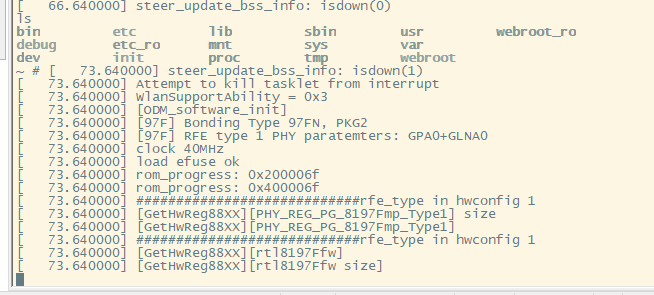 [   66.640000] steer_update_bss_info: isdown(0)
ls
bin         etc         lib         sbin        usr         webroot_ro
debug       etc_ro      mnt         sys         var
dev         init        proc        tmp         webroot
~ # [   73.640000] steer_update_bss_info: isdown(1)
[   73.640000] Attempt to kill tasklet from interrupt
[   73.640000] WlanSupportAbility = 0x3
[   73.640000] [ODM_software_init]
[   73.640000] [97F] Bonding Type 97FN, PKG2
[   73.640000] [97F] RFE type 1 PHY paratemters: GPA0+GLNA0
[   73.640000] clock 40MHz
[   73.640000] load efuse ok
[   73.640000] rom_progress: 0x200006f
[   73.640000] rom_progress: 0x400006f
[   73.640000] ############################rfe_type in hwconfig 1
[   73.640000] [GetHwReg88XX][PHY_REG_PG_8197Fmp_Type1] size
[   73.640000] [GetHwReg88XX][PHY_REG_PG_8197Fmp_Type1]
[   73.640000] ############################rfe_type in hwconfig 1
[   73.640000] [GetHwReg88XX][rtl8197Ffw]
[   73.640000] [GetHwReg88XX][rtl8197Ffw size]